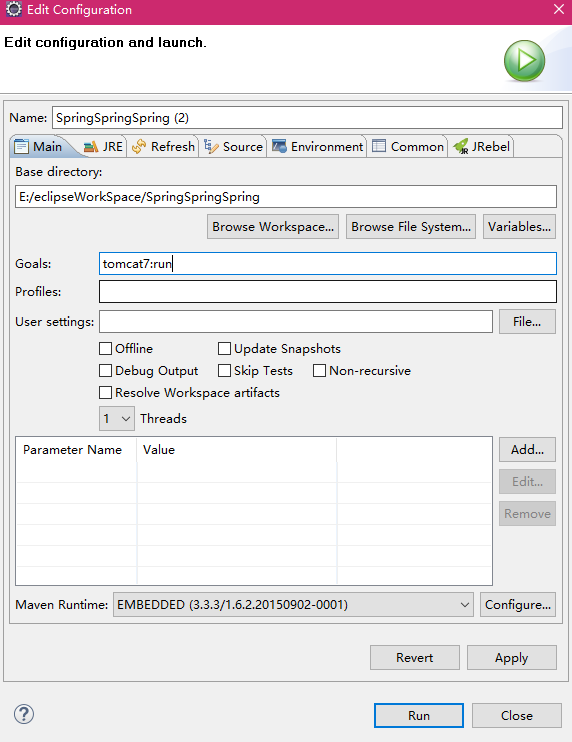 Edit Configuration
Edit configuration and launch.
Name: SpringSpringSpring (2)
Main JRE Refresh Source Environment Common JRebel
Base directory:
E:/eclipseWorkSpace/SpringSpringSpring
Browse Workspace... Browse File System... Variables...
Goals: tomcat7:run
Profiles:
User settings: File...
Offline Update Snapshots
Debug Output Skip Tests Non-recursive
Resolve Workspace artifacts
1 Threads
Parameter Name Value Add...
Edit...
Remove
Maven Runtime: EMBEDDED (3.3.3/1.6.2.20150902-0001) Configure...
Revert Apply
? Run Close